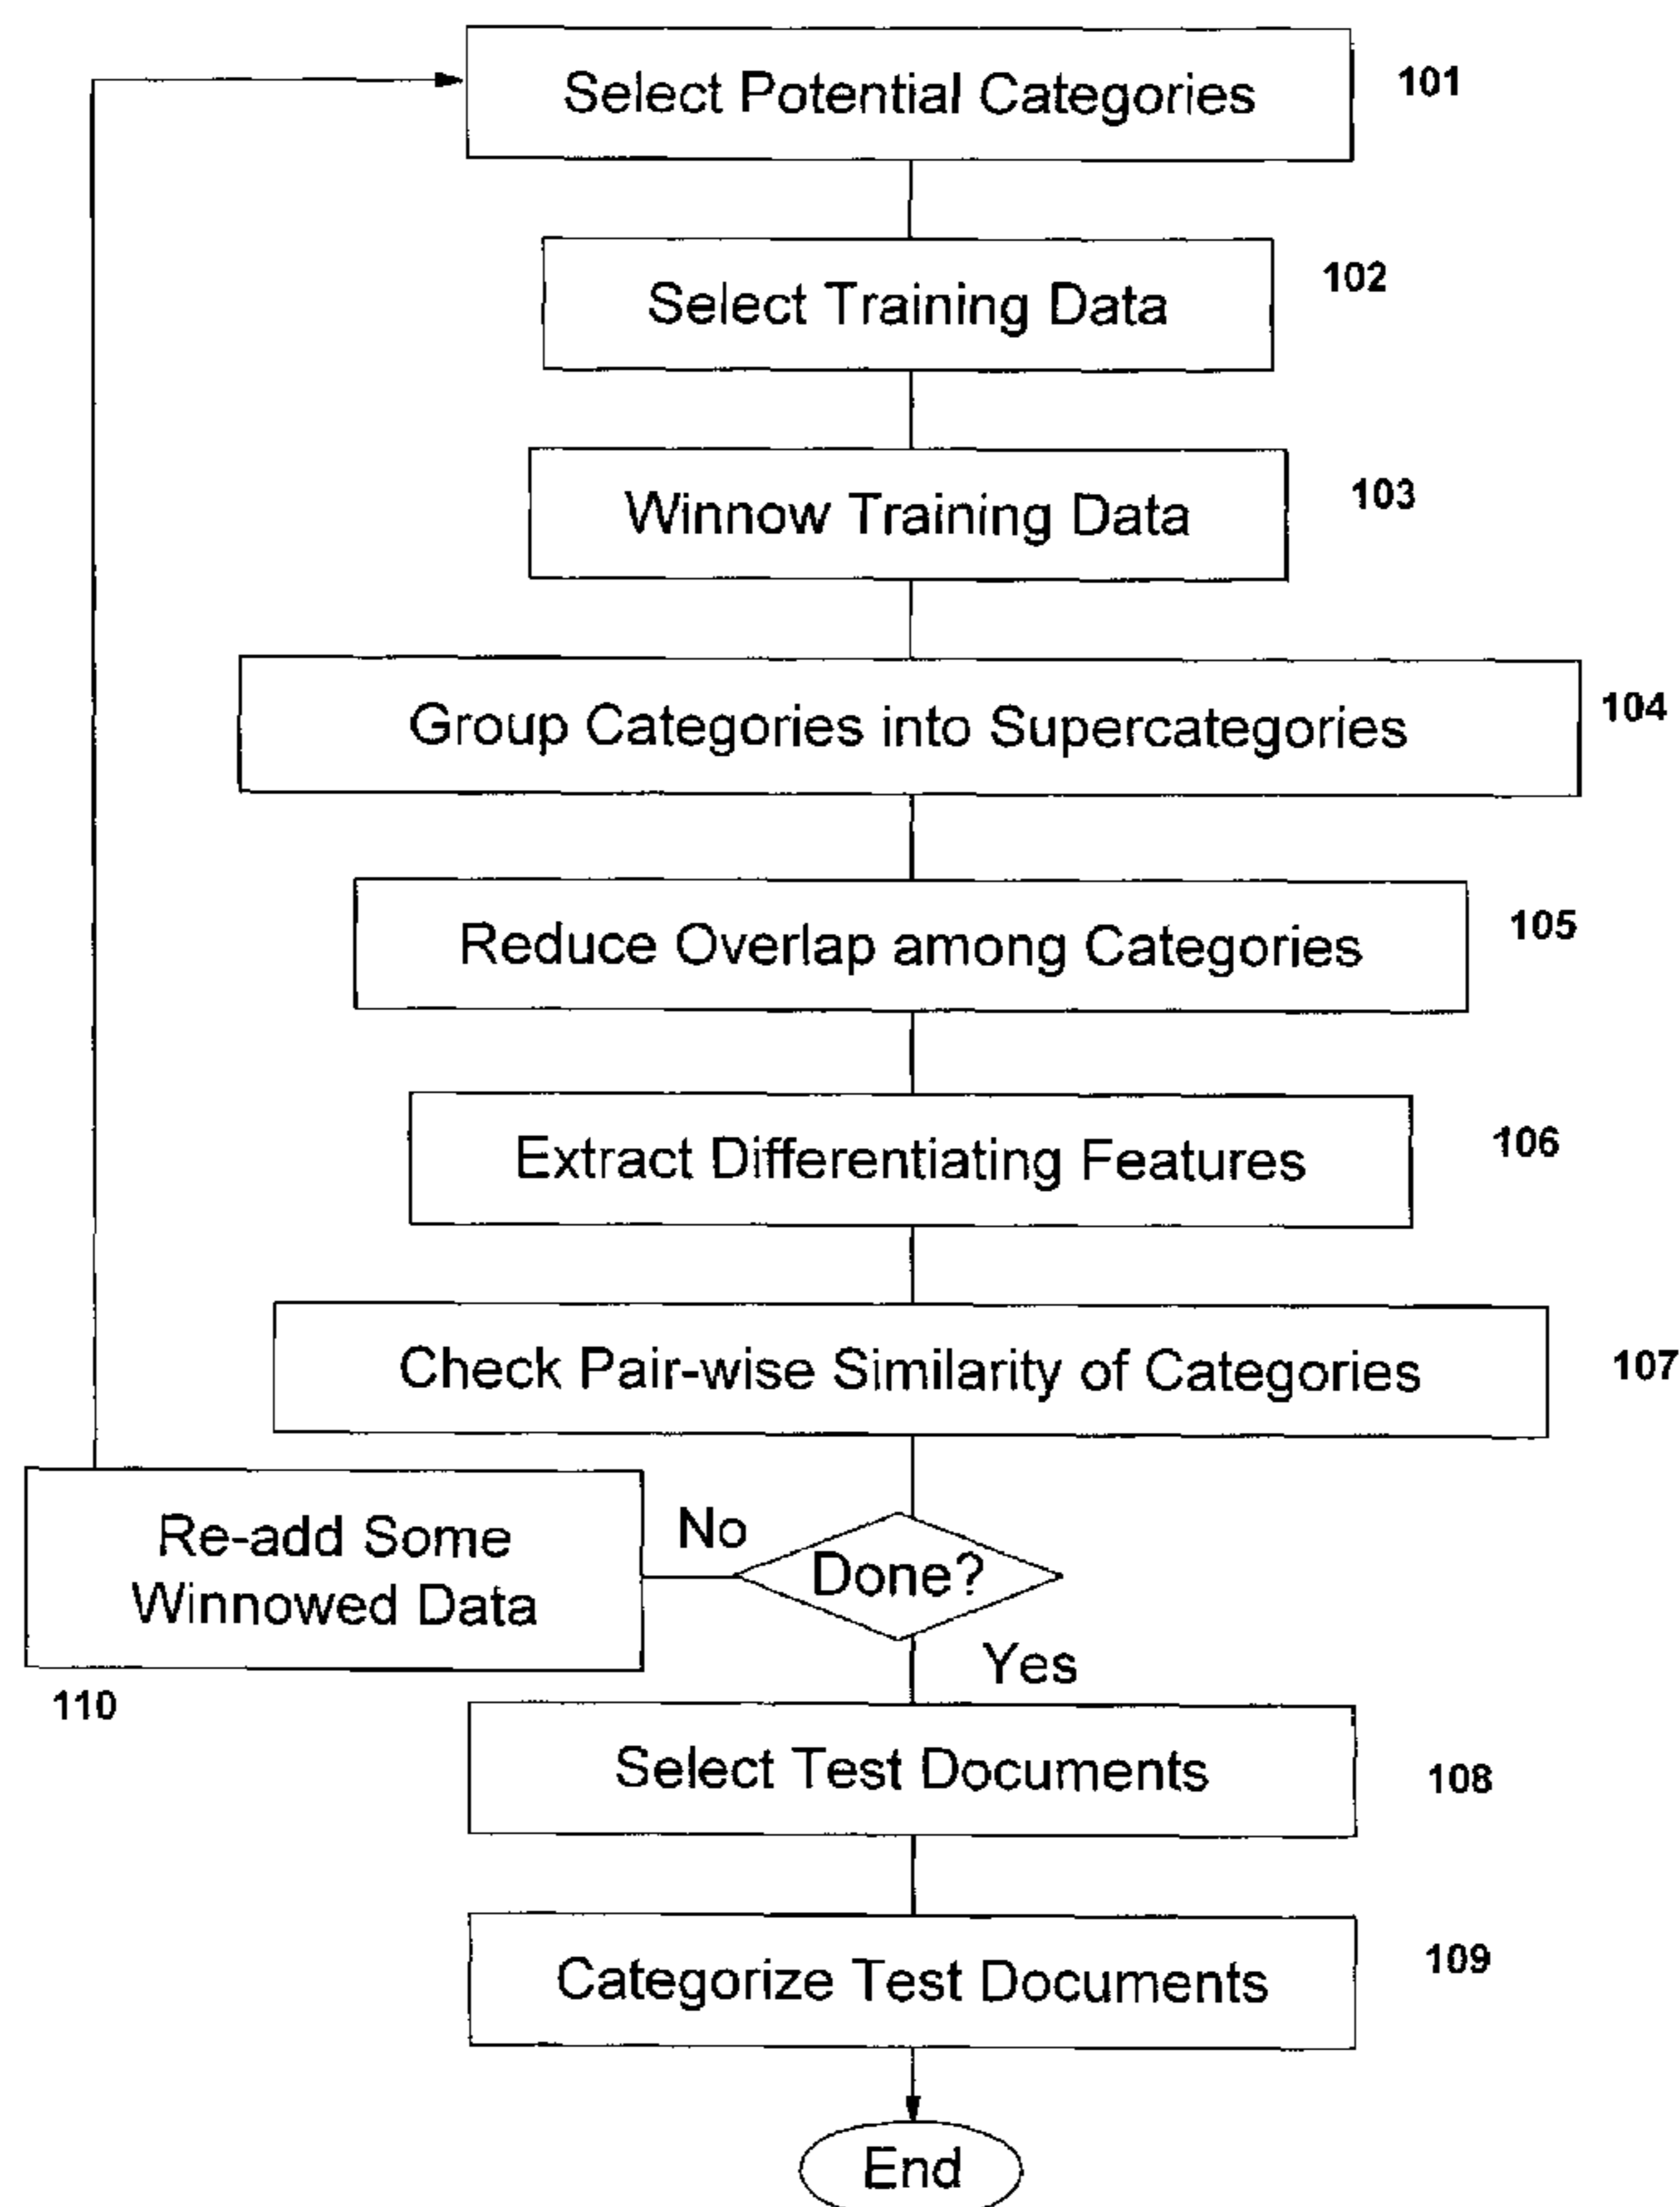 Select Potential Categories
101
Select Training Data
102
Winnow Training Data
103
Group Categories into Supercategories
104
Reduce Overlap among Categories
105
Extract Differentiating Features
106
Check Pair-wise Similarity of Categories
107
Done?
No
Re-add Some
Winnowed Data
110
Yes
Select Test Documents
108
Categorize Test Documents
109
End